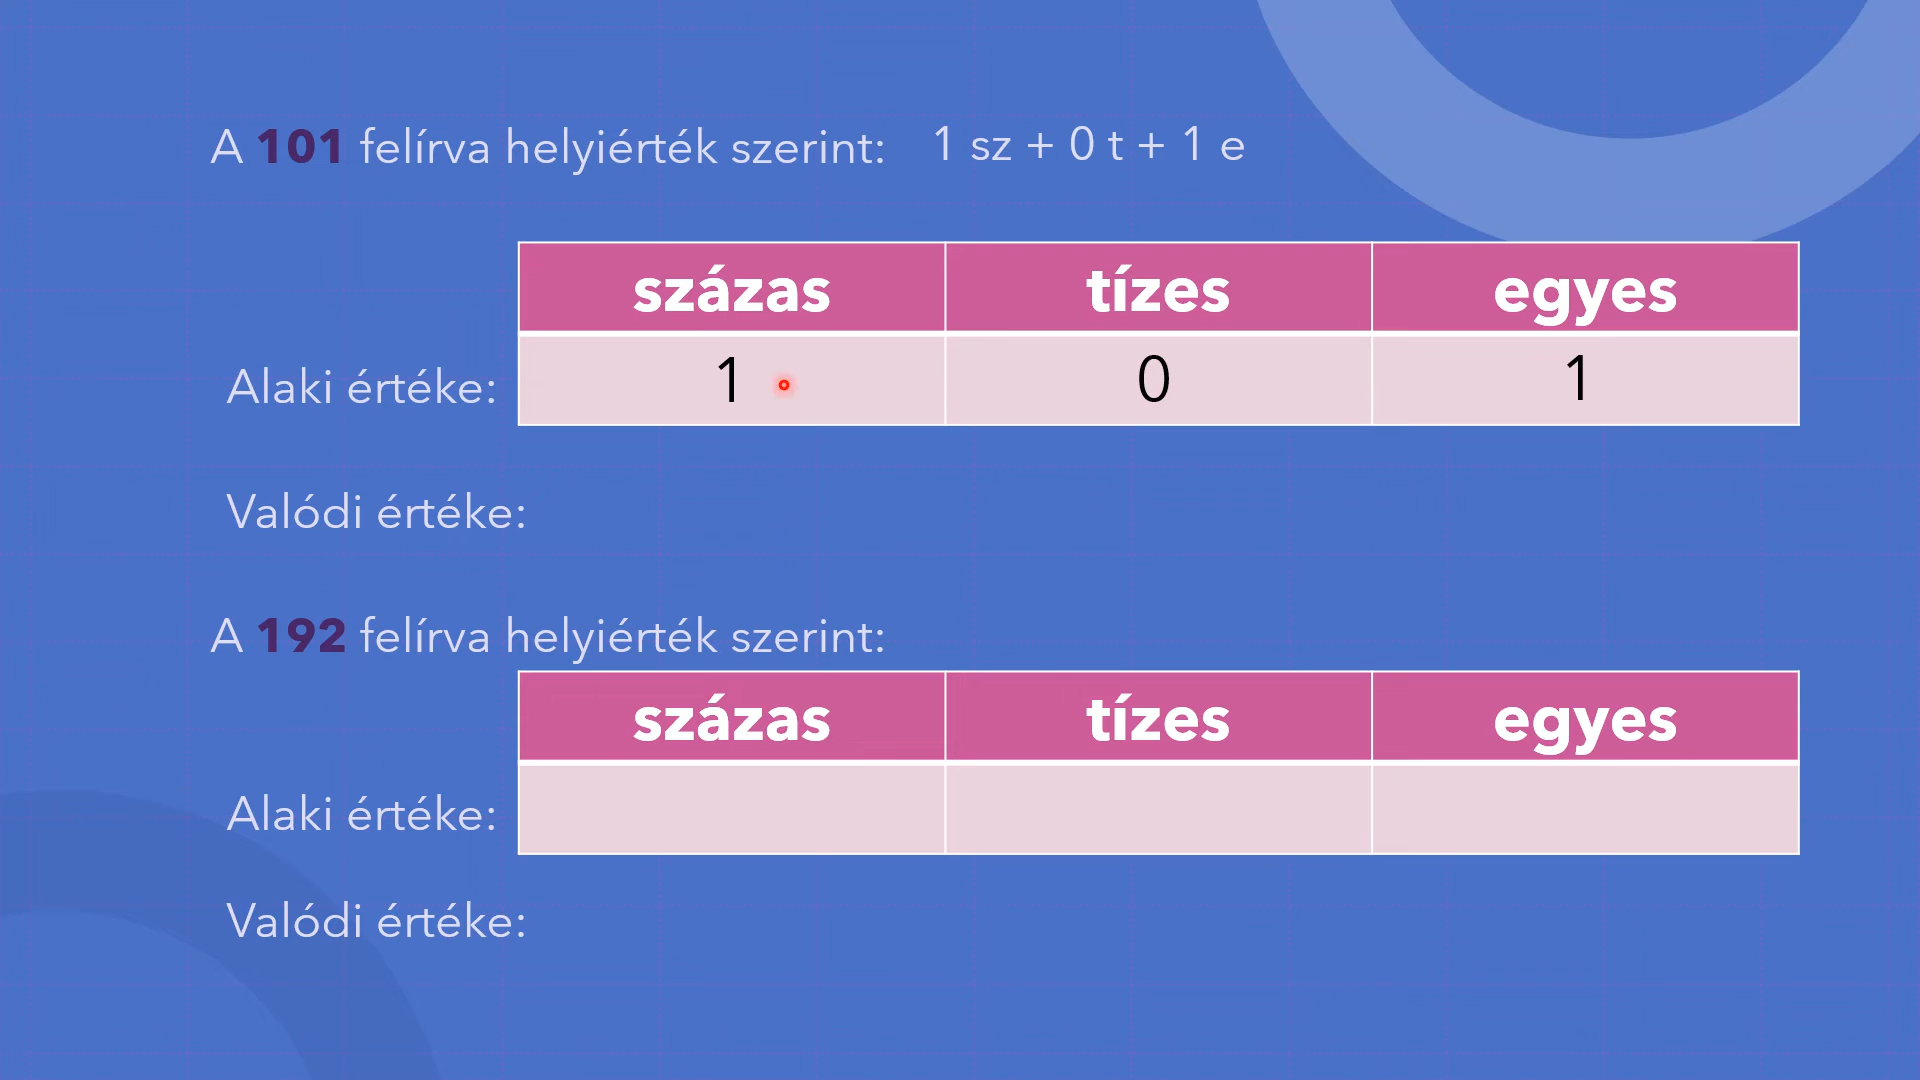 A 101 felírva helyiérték szerint: 1 sz + 0 t + 1 e
százas tízes egyes
Alaki értéke: 1 0 1
Valódi értéke:
A 192 felírva helyiérték szerint:
százas tízes egyes
Alaki értéke:
Valódi értéke: